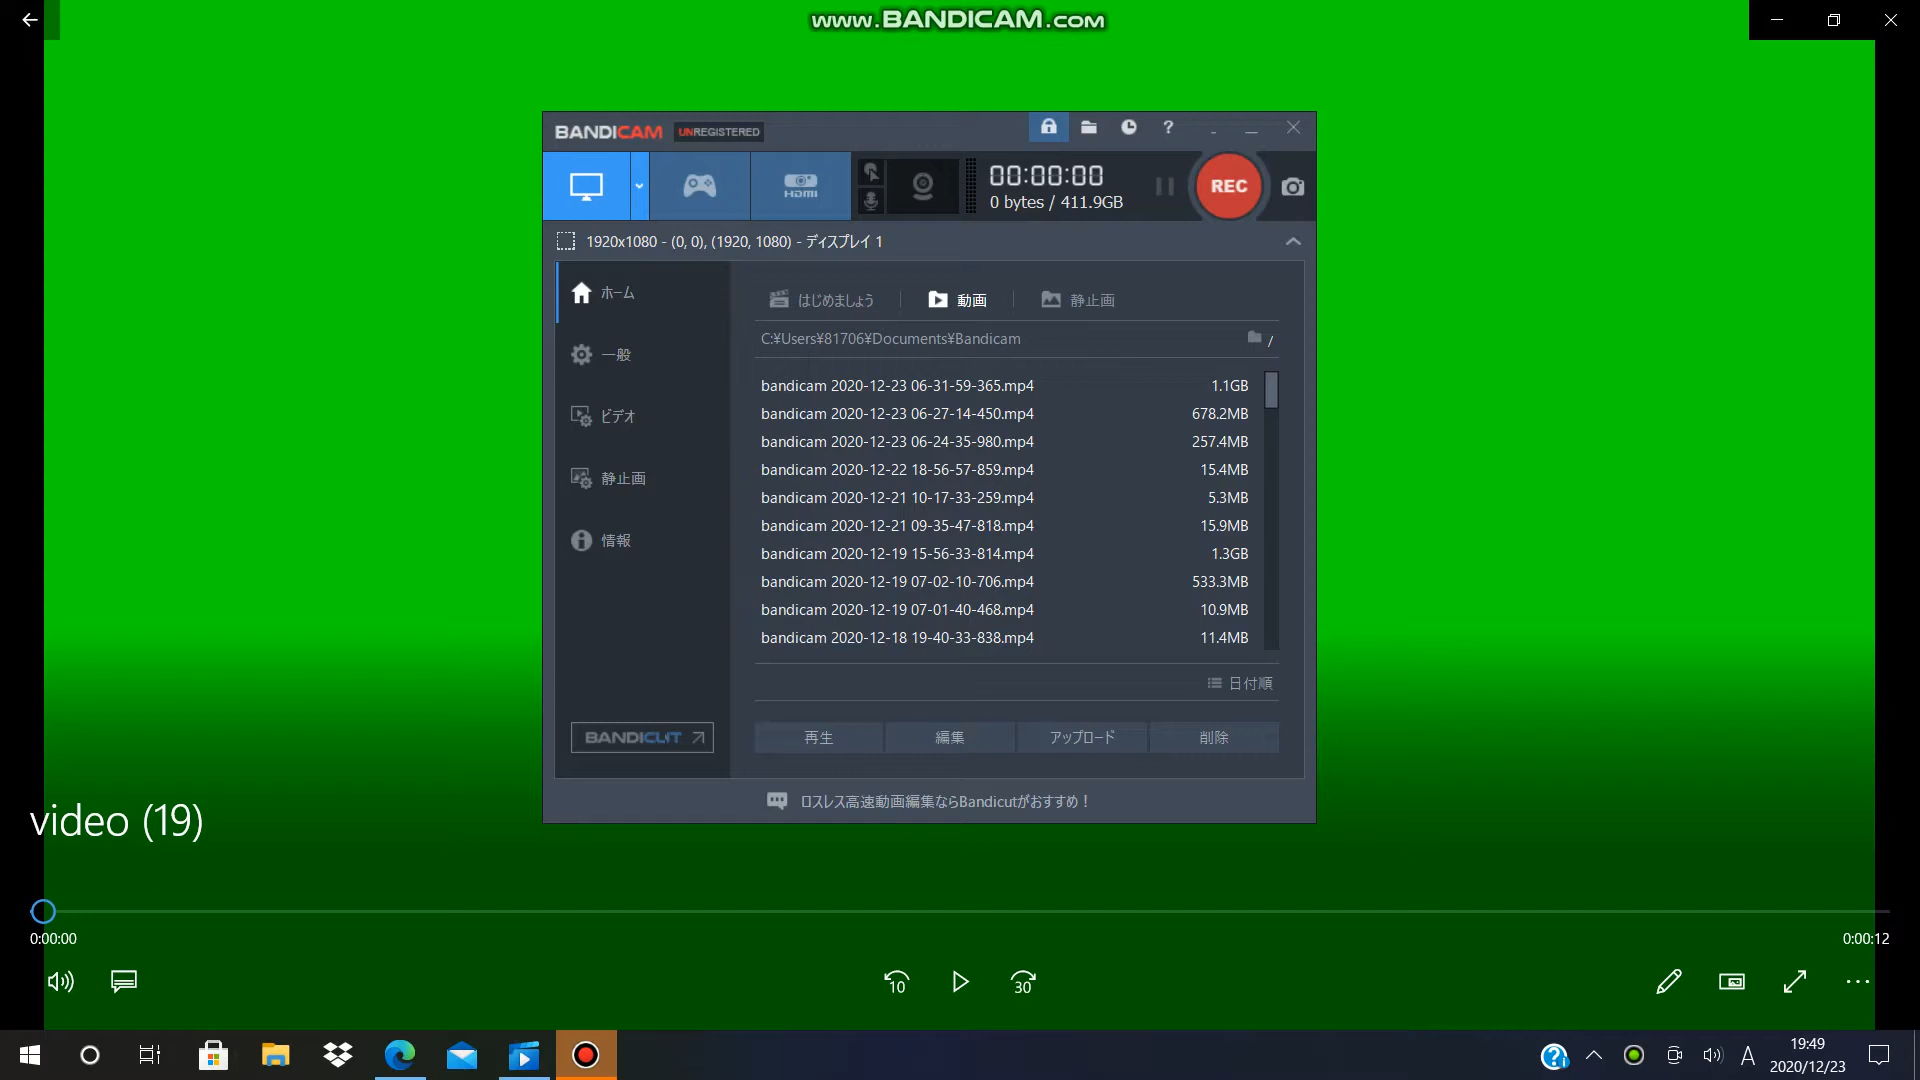 www.BANDICAM.COM
BANDICAM UNREGISTERED
?
HDMI
00:00:00
0 bytes / 411.9GB
REC
1920x1080 - (0, 0), (1920, 1080) - ディスプレイ 1
ホーム
一般
ビデオ
静止画
情報
BANDICUT
はじめましょう
動画
静止画
C:¥Users¥81706¥Documents¥Bandicam
/
bandicam 2020-12-23 06-31-59-365.mp4 1.1GB
bandicam 2020-12-23 06-27-14-450.mp4 678.2MB
bandicam 2020-12-23 06-24-35-980.mp4 257.4MB
bandicam 2020-12-22 18-56-57-859.mp4 15.4MB
bandicam 2020-12-21 10-17-33-259.mp4 5.3MB
bandicam 2020-12-21 09-35-47-818.mp4 15.9MB
bandicam 2020-12-19 15-56-33-814.mp4 1.3GB
bandicam 2020-12-19 07-02-10-706.mp4 533.3MB
bandicam 2020-12-19 07-01-40-468.mp4 10.9MB
bandicam 2020-12-18 19-40-33-838.mp4 11.4MB
日付順
再生 編集 アップロード 削除
ロスレス高速動画編集ならBandicutがおすすめ！
video (19)
0:00:00 0:00:12
10 30
A
19:49
2020/12/23